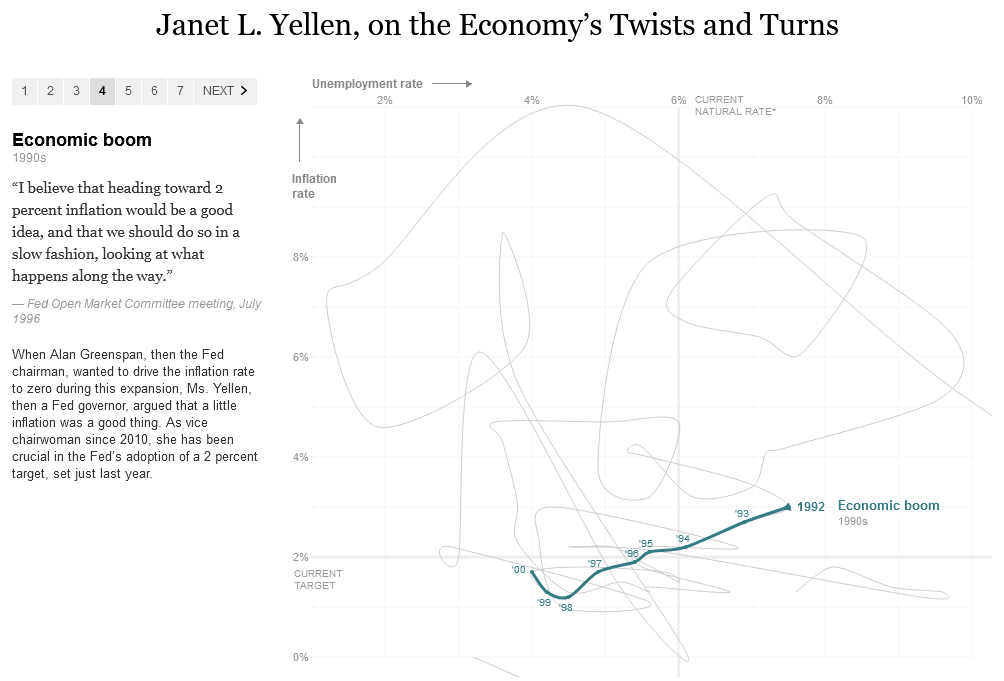 Janet L. Yellen, on the Economy’s Twists and Turns
1 2 3 4 5 6 7 NEXT
Economic boom
1990s
“I believe that heading toward 2
percent inflation would be a good
idea, and that we should do so in a
slow fashion, looking at what
happens along the way.”
— Fed Open Market Committee meeting, July
1996
When Alan Greenspan, then the Fed
chairman, wanted to drive the inflation rate
to zero during this expansion, Ms. Yellen,
then a Fed governor, argued that a little
inflation was a good thing. As vice
chairwoman since 2010, she has been
crucial in the Fed’s adoption of a 2 percent
target, set just last year.
Unemployment rate
2% 4% 6% CURRENT 8% 10%
NATURAL RATE*
Inflation
rate
8%
6%
4%
1992 Economic boom
1990s
'93
'94
'95
'96
2%
'97
'00
CURRENT
TARGET
'99 '98
0%